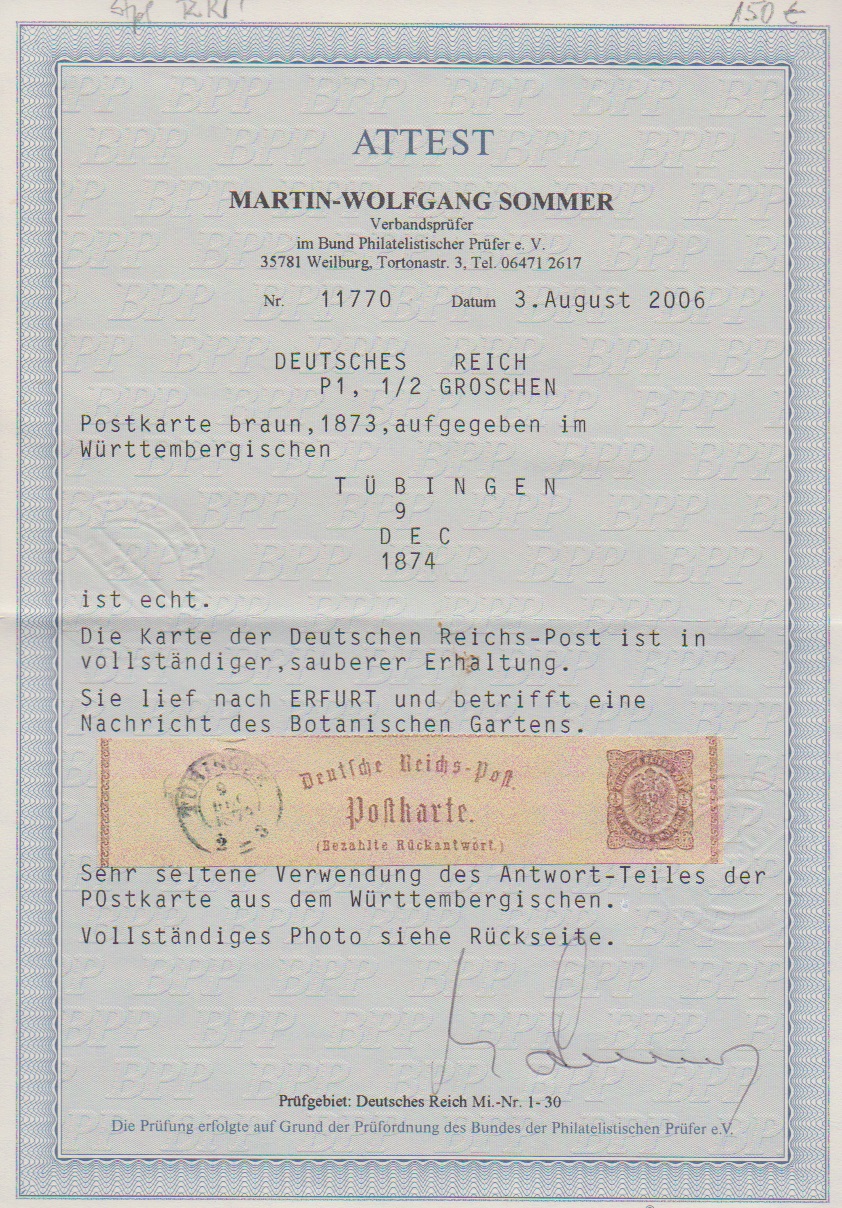 150 €
ATTEST
MARTIN-WOLFGANG SOMMER
Verbandsprüfer
im Bund Philatelistischer Prüfer e. V.
35781 Weilburg, Tortonastr. 3, Tel. 06471 2617
Nr. 11770 Datum 3.August 2006
DEUTSCHES REICH
P1, 1/2 GROSCHEN
Postkarte braun,1873,aufgegeben im
Württembergischen
T Ü B I N G E N
9
D E C
1874
ist echt.
Die Karte der Deutschen Reichs-Post ist in
vollständiger,sauberer Erhaltung.
Sie lief nach ERFURT und betrifft eine
Nachricht des Botanischen Gartens.
TÜBINGEN
9
Deutsche Reichs-Post.
Postkarte.
(Bezahlte Rückantwort.)
Sehr seltene Verwendung des Antwort-Teiles der
POstkarte aus dem Württembergischen.
Vollständiges Photo siehe Rückseite.
Prüfgebiet: Deutsches Reich Mi.-Nr. 1- 30
Die Prüfung erfolgte auf Grund der Prüfordnung des Bundes der Philatelistischen Prüfer e.V.